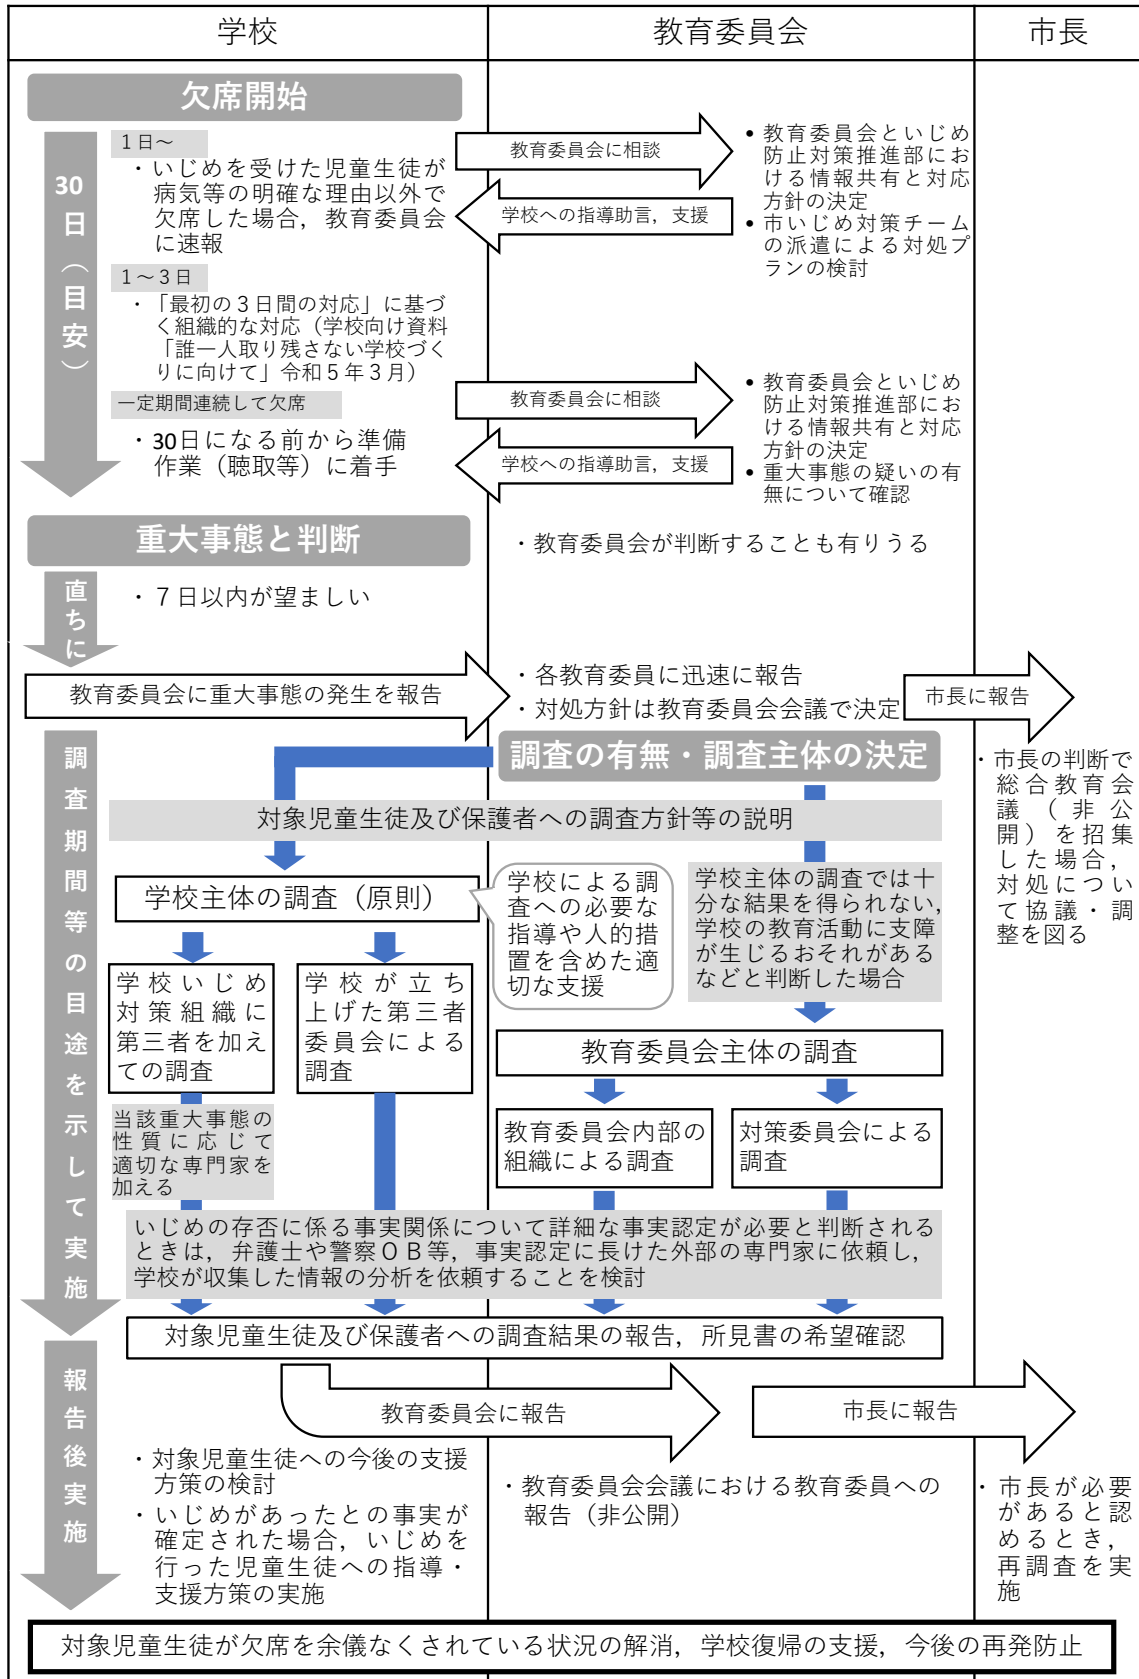 学校
教育委員会
市長
欠席開始
30日（目安）
１日～
・いじめを受けた児童生徒が
病気等の明確な理由以外で
欠席した場合，教育委員会
に速報
教育委員会に相談
学校への指導助言，支援
• 教育委員会といじめ
防止対策推進部にお
ける情報共有と対応
方針の決定
• 市いじめ対策チーム
の派遣による対処プ
ランの検討
１～３日
・「最初の３日間の対応」に基づ
く組織的な対応（学校向け資料
「誰一人取り残さない学校づく
りに向けて」令和５年３月）
一定期間連続して欠席
・30日になる前から準備
作業（聴取等）に着手
教育委員会に相談
学校への指導助言，支援
• 教育委員会といじめ
防止対策推進部にお
ける情報共有と対応
方針の決定
• 重大事態の疑いの有
無について確認
重大事態と判断
・教育委員会が判断することも有りうる
直ちに
・７日以内が望ましい
教育委員会に重大事態の発生を報告
・各教育委員に迅速に報告
・対処方針は教育委員会会議で決定
市長に報告
調査期間等の目途を示して実施
調査の有無・調査主体の決定
・市長の判断で
総合教育会
議（非公
開）を招集
した場合，
対処につい
て協議・調
整を図る
対象児童生徒及び保護者への調査方針等の説明
学校主体の調査（原則）
学校による調
査への必要な
指導や人的措
置を含めた適
切な支援
学校主体の調査では十
分な結果を得られない，
学校の教育活動に支障
が生じるおそれがある
などと判断した場合
学校いじめ
対策組織に
第三者を加え
ての調査
学校が立ち
上げた第三者
委員会による
調査
教育委員会主体の調査
当該重大事態の
性質に応じて
適切な専門家を
加える
教育委員会内部の
組織による調査
対策委員会による
調査
いじめの存否に係る事実関係について詳細な事実認定が必要と判断される
ときは，弁護士や警察ＯＢ等，事実認定に長けた外部の専門家に依頼し，
学校が収集した情報の分析を依頼することを検討
対象児童生徒及び保護者への調査結果の報告，所見書の希望確認
報告後実施
教育委員会に報告
市長に報告
・対象児童生徒への今後の支援
方策の検討
・いじめがあったとの事実が
確定された場合，いじめを
行った児童生徒への指導・
支援方策の実施
・教育委員会会議における教育委員への
報告（非公開）
・市長が必要
があると認
めるとき，
再調査を実
施
対象児童生徒が欠席を余儀なくされている状況の解消，学校復帰の支援，今後の再発防止